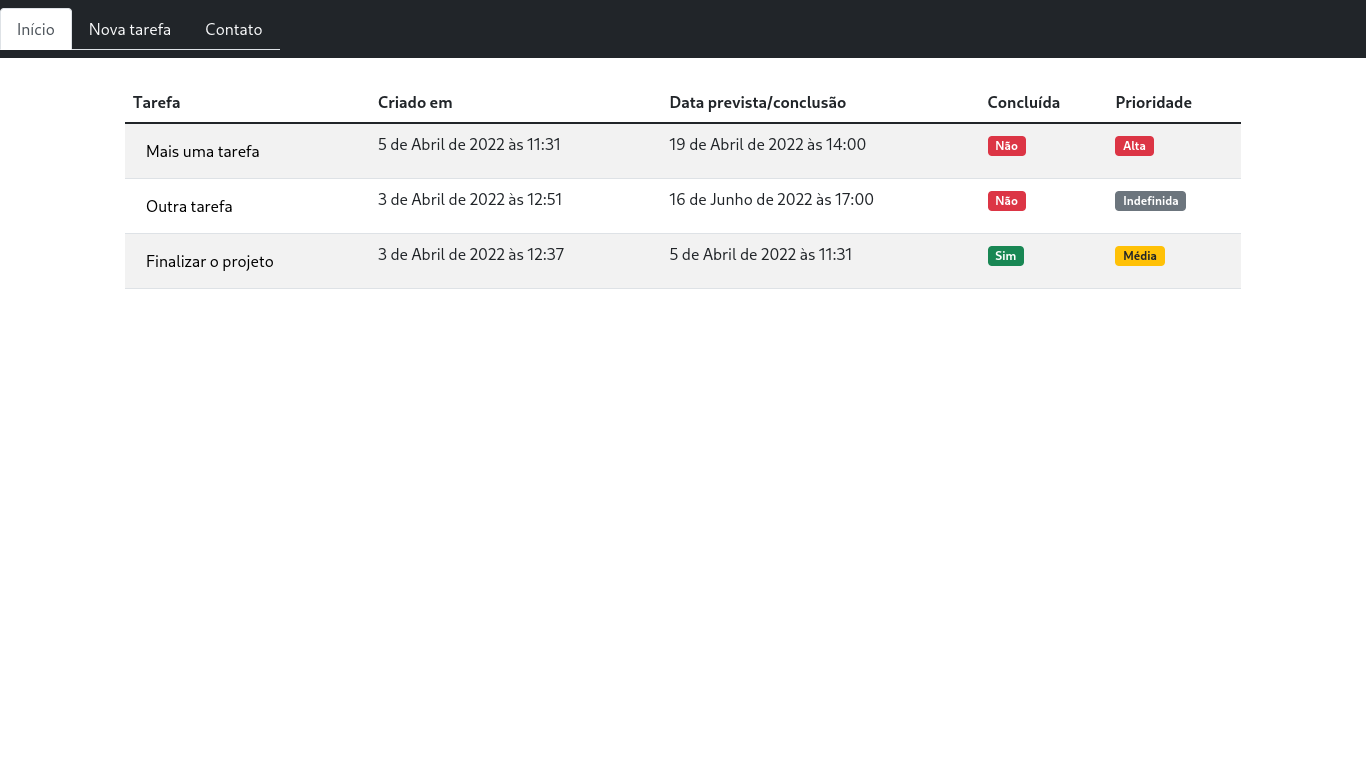 Início Nova tarefa Contato
Tarefa Criado em Data prevista/conclusão Concluída Prioridade
Mais uma tarefa 5 de Abril de 2022 às 11:31 19 de Abril de 2022 às 14:00 Não Alta
Outra tarefa 3 de Abril de 2022 às 12:51 16 de Junho de 2022 às 17:00 Não Indefinida
Finalizar o projeto 3 de Abril de 2022 às 12:37 5 de Abril de 2022 às 11:31 Sim Média